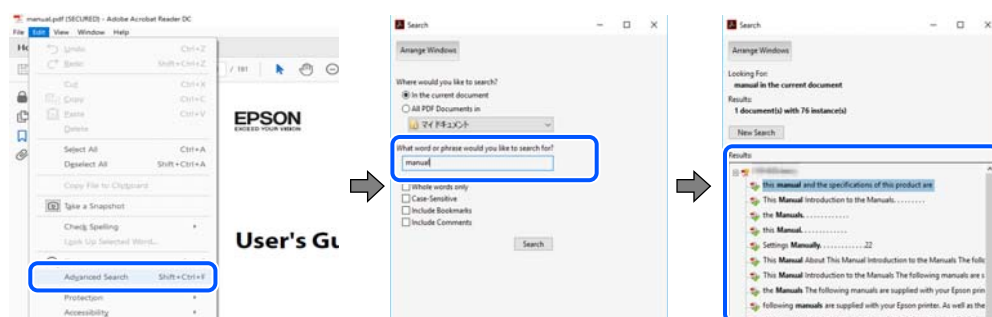 manual.pdf (SECURED) - Adobe Acrobat Reader DC
File Edit View Window Help
Undo Ctrl+Z
Redo Shift+Ctrl+Z
Cut Ctrl+X
Copy Ctrl+C
Paste Ctrl+V
Delete
Select All Ctrl+A
Deselect All Shift+Ctrl+A
Copy File to Clipboard
Take a Snapshot
Check Spelling
Look Up Selected Word...
Advanced Search Shift+Ctrl+F
Protection
Accessibility
/ 181
EPSON
EXCEED YOUR VISION
User's Gu
Search
Arrange Windows
Where would you like to search?
In the current document
All PDF Documents in
マイドキュメント
What word or phrase would you like to search for?
manual
Whole words only
Case-Sensitive
Include Bookmarks
Include Comments
Search
Search
Arrange Windows
Looking For:
manual in the current document
Results:
1 document(s) with 76 instance(s)
New Search
Results:
this manual and the specifications of this product are
This Manual Introduction to the Manuals. . . . . . . .
the Manuals. . . . . . . . . . . . .
this Manual. . . . . . . . . . . . .
Settings Manually. . . . . . . . . . . . .22
This Manual About This Manual Introduction to the Manuals The follo
This Manual Introduction to the Manuals The following manuals are s
the Manuals The following manuals are supplied with your Epson prin
following manuals are supplied with your Epson printer. As well as the